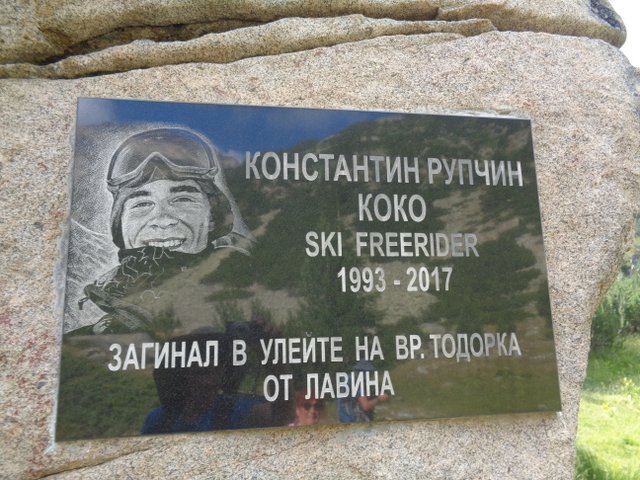 КОНСТАНТИН РУПЧИН
КОКО
SKI FREERIDER
1993 - 2017
ЗАГИНАЛ В УЛЕЙТЕ НА ВР. ТОДОРКА
ОТ ЛАВИНА